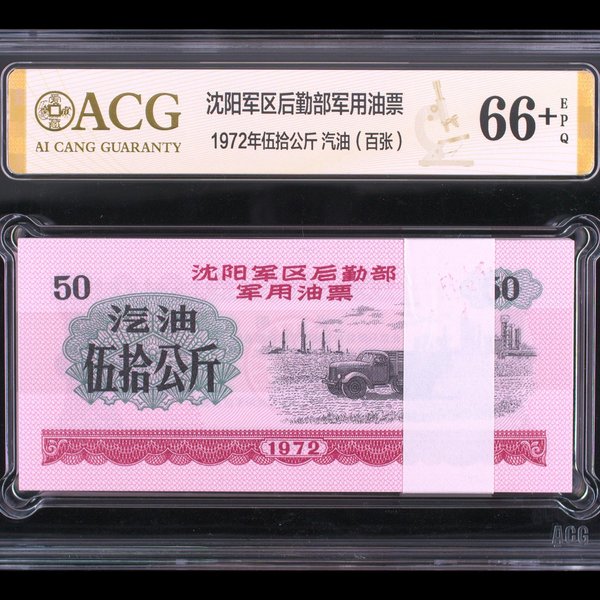 ACG
AI CANG GUARANTY
沈阳军区后勤部军用油票
1972年伍拾公斤 汽油（百张）
66+
EPQ
沈阳军区后勤部
军用油票
50
50
汽油
伍拾公斤
1972
ACG